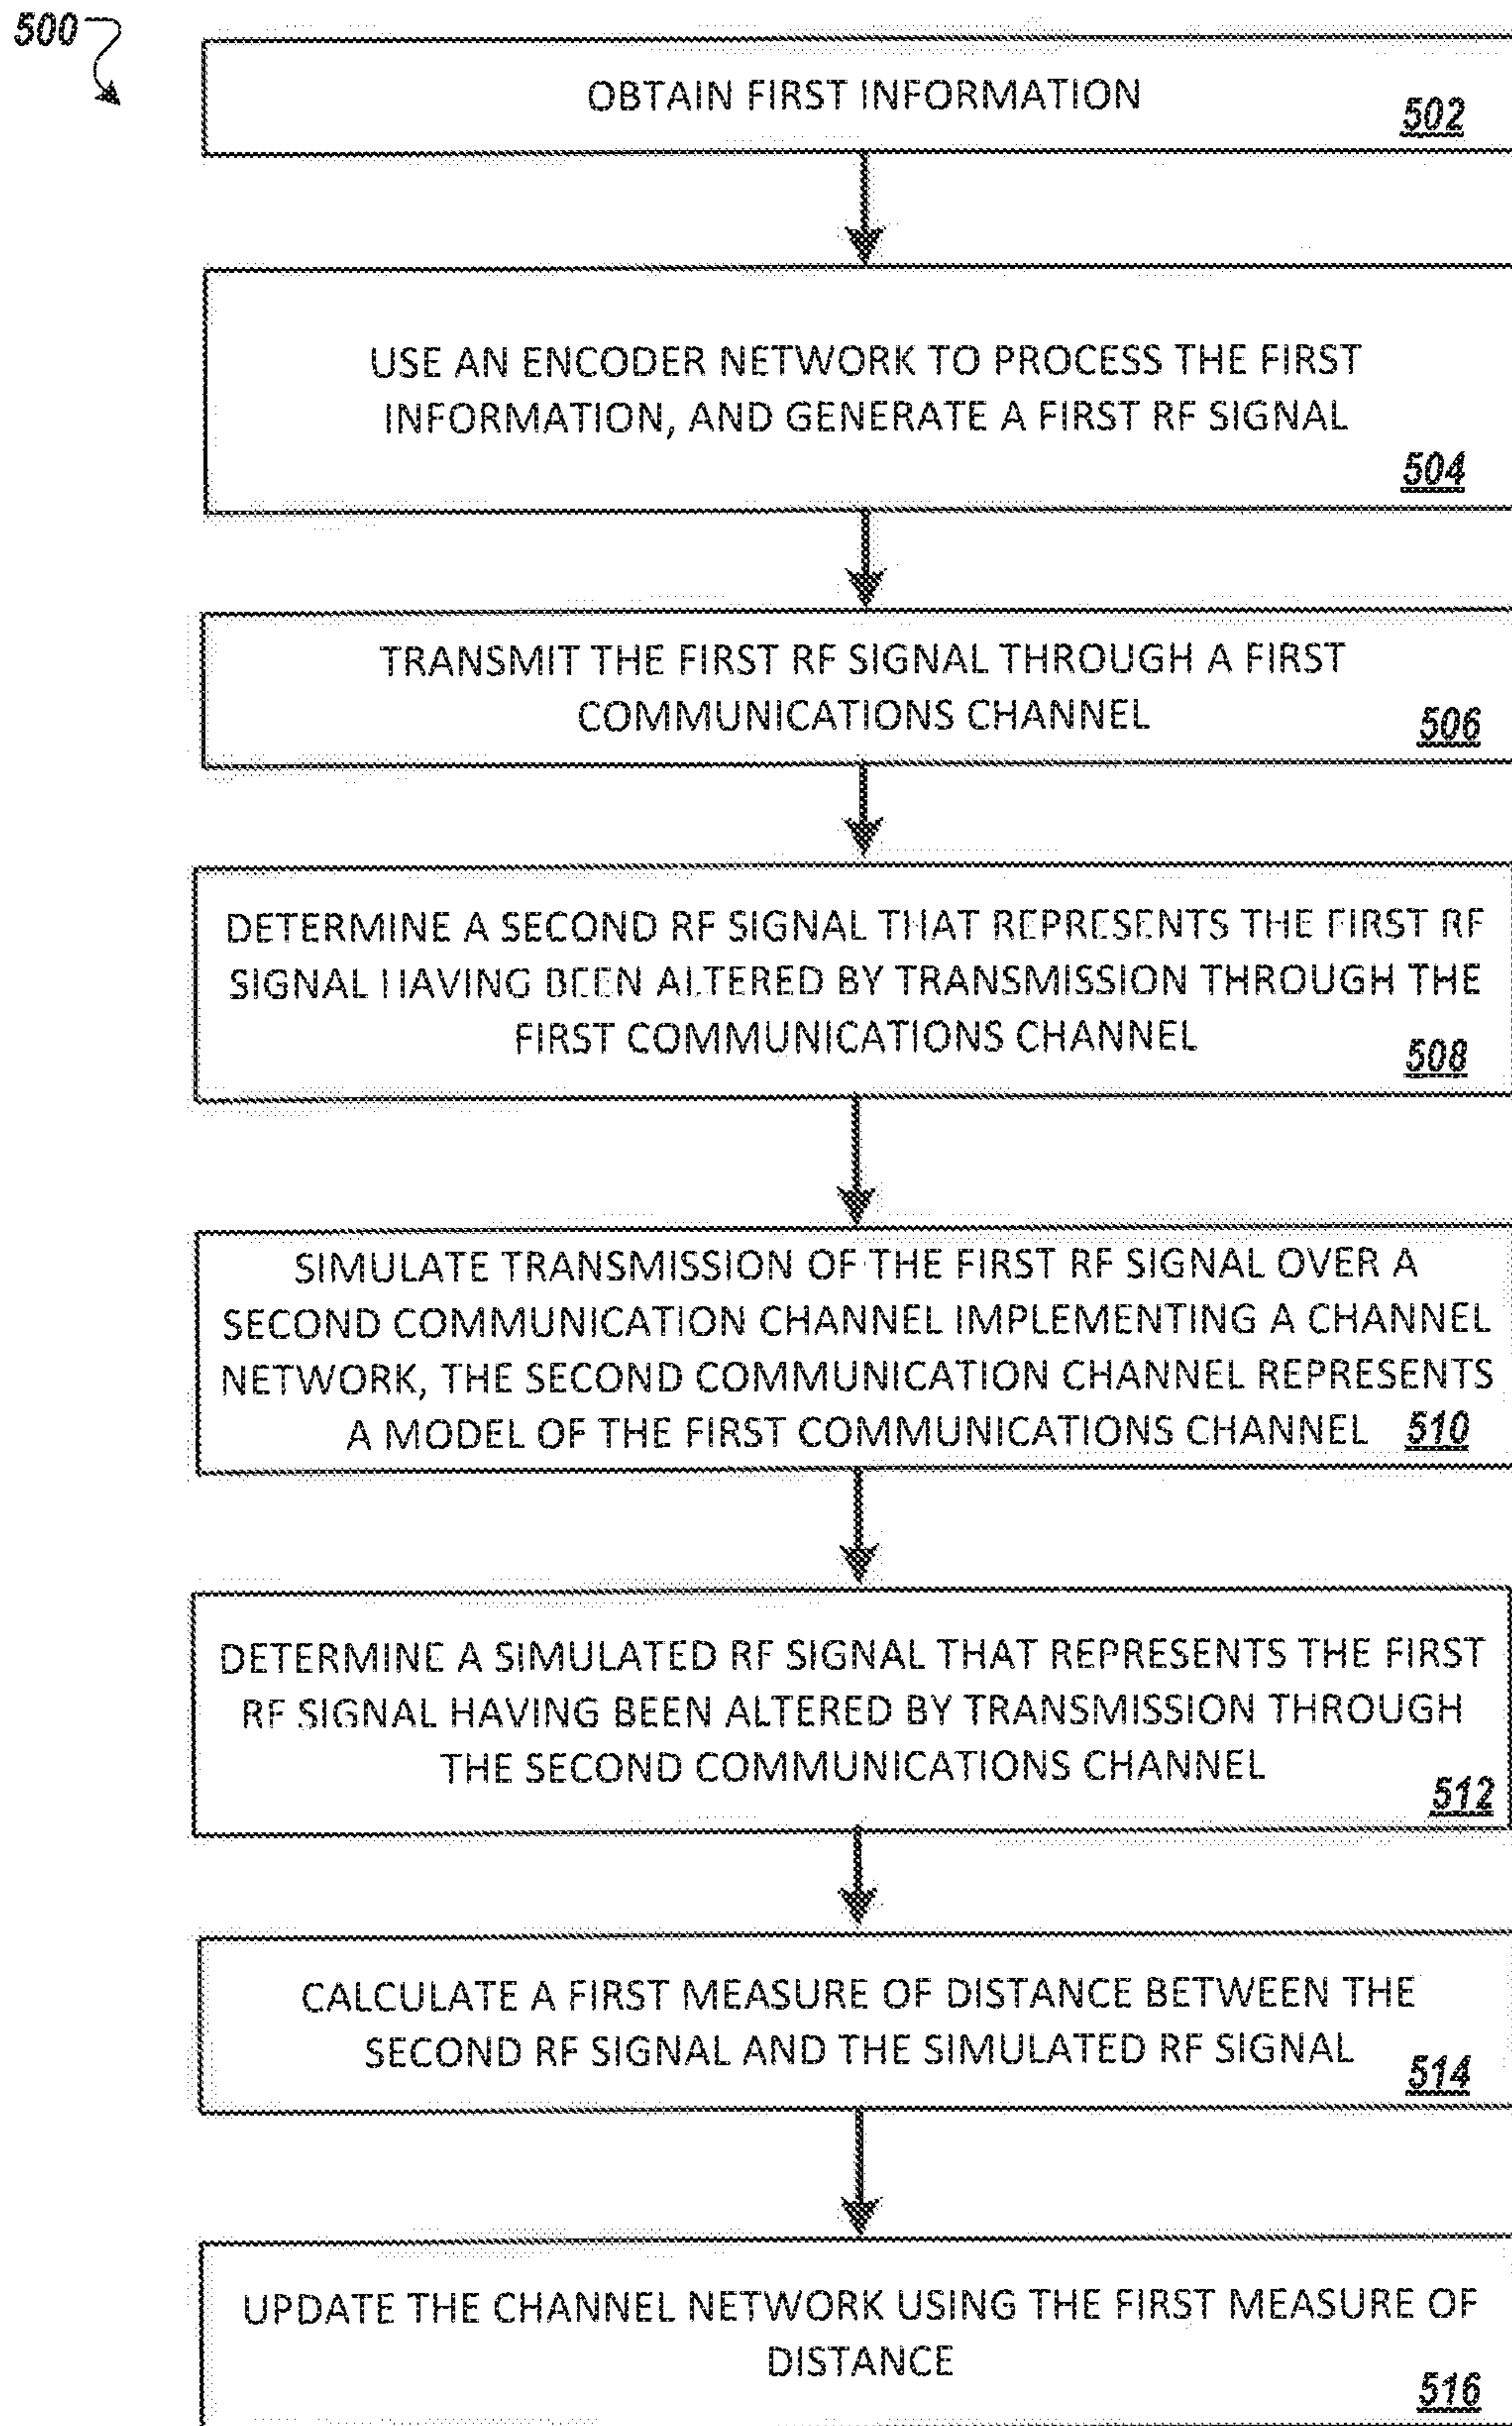 500
OBTAIN FIRST INFORMATION
502
USE AN ENCODER NETWORK TO PROCESS THE FIRST
INFORMATION, AND GENERATE A FIRST RF SIGNAL
504
TRANSMIT THE FIRST RF SIGNAL THROUGH A FIRST
COMMUNICATIONS CHANNEL
506
DETERMINE A SECOND RF SIGNAL THAT REPRESENTS THE FIRST RF
SIGNAL HAVING BEEN ALTERED BY TRANSMISSION THROUGH THE
FIRST COMMUNICATIONS CHANNEL
508
SIMULATE TRANSMISSION OF THE FIRST RF SIGNAL OVER A
SECOND COMMUNICATION CHANNEL IMPLEMENTING A CHANNEL
NETWORK, THE SECOND COMMUNICATION CHANNEL REPRESENTS
A MODEL OF THE FIRST COMMUNICATIONS CHANNEL 510
DETERMINE A SIMULATED RF SIGNAL THAT REPRESENTS THE FIRST
RF SIGNAL HAVING BEEN ALTERED BY TRANSMISSION THROUGH
THE SECOND COMMUNICATIONS CHANNEL
512
CALCULATE A FIRST MEASURE OF DISTANCE BETWEEN THE
SECOND RF SIGNAL AND THE SIMULATED RF SIGNAL
514
UPDATE THE CHANNEL NETWORK USING THE FIRST MEASURE OF
DISTANCE
516